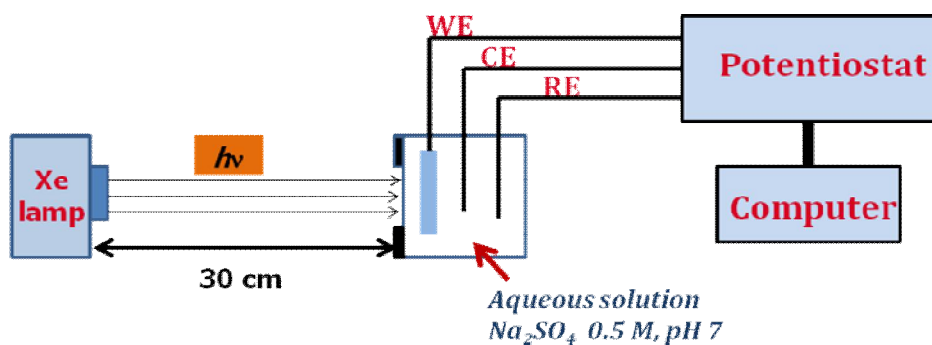 WE
CE
RE
Potentiostat
hν
Xe
lamp
Computer
30 cm
Aqueous solution
Na₂SO₄ 0.5 M, pH 7